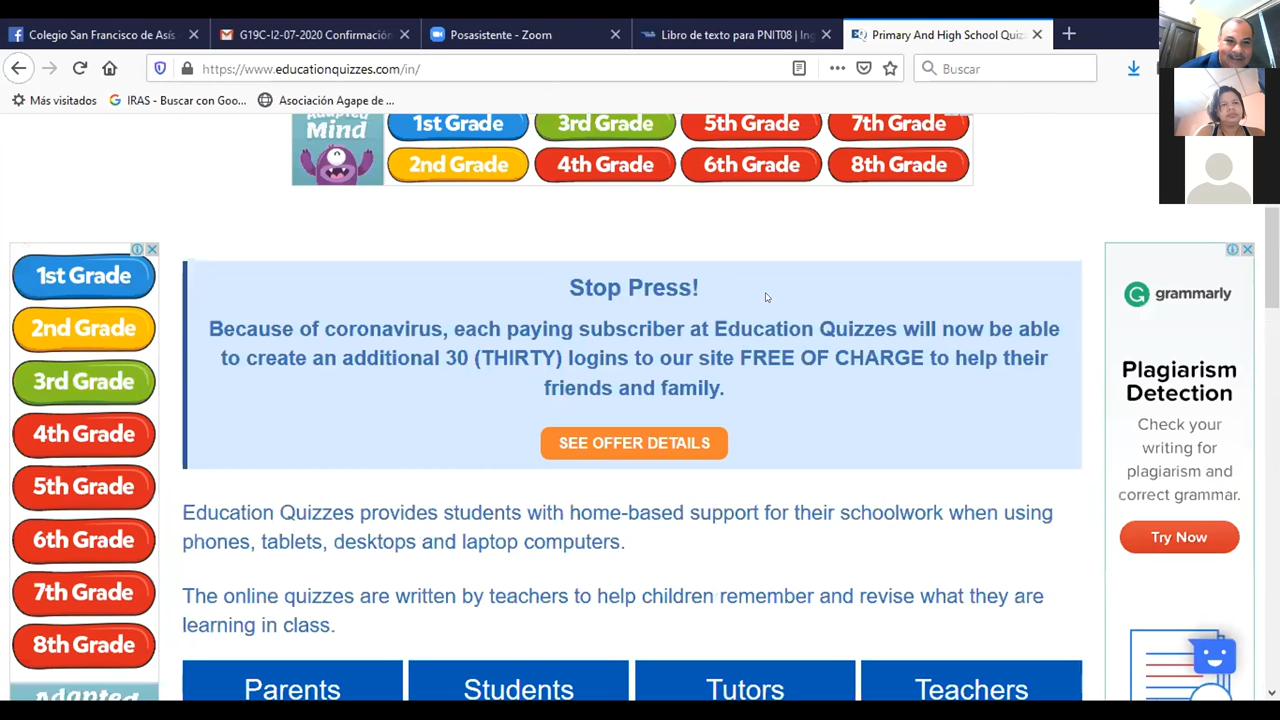 Colegio San Francisco de Asís
G19C-I2-07-2020 Confirmación
Posasistente - Zoom
Libro de texto para PNIT08 | Ing
Primary And High School Quiz
https://www.educationquizzes.com/in/
Buscar
Más visitados
IRAS - Buscar con Goo...
Asociación Agape de ...
Adapted
Mind
1st Grade
3rd Grade
5th Grade
7th Grade
2nd Grade
4th Grade
6th Grade
8th Grade
1st Grade
2nd Grade
3rd Grade
4th Grade
5th Grade
6th Grade
7th Grade
8th Grade
Adapted
Stop Press!
Because of coronavirus, each paying subscriber at Education Quizzes will now be able
to create an additional 30 (THIRTY) logins to our site FREE OF CHARGE to help their
friends and family.
SEE OFFER DETAILS
Education Quizzes provides students with home-based support for their schoolwork when using
phones, tablets, desktops and laptop computers.
The online quizzes are written by teachers to help children remember and revise what they are
learning in class.
Parents
Students
Tutors
Teachers
grammarly
Plagiarism
Detection
Check your
writing for
plagiarism and
correct grammar.
Try Now